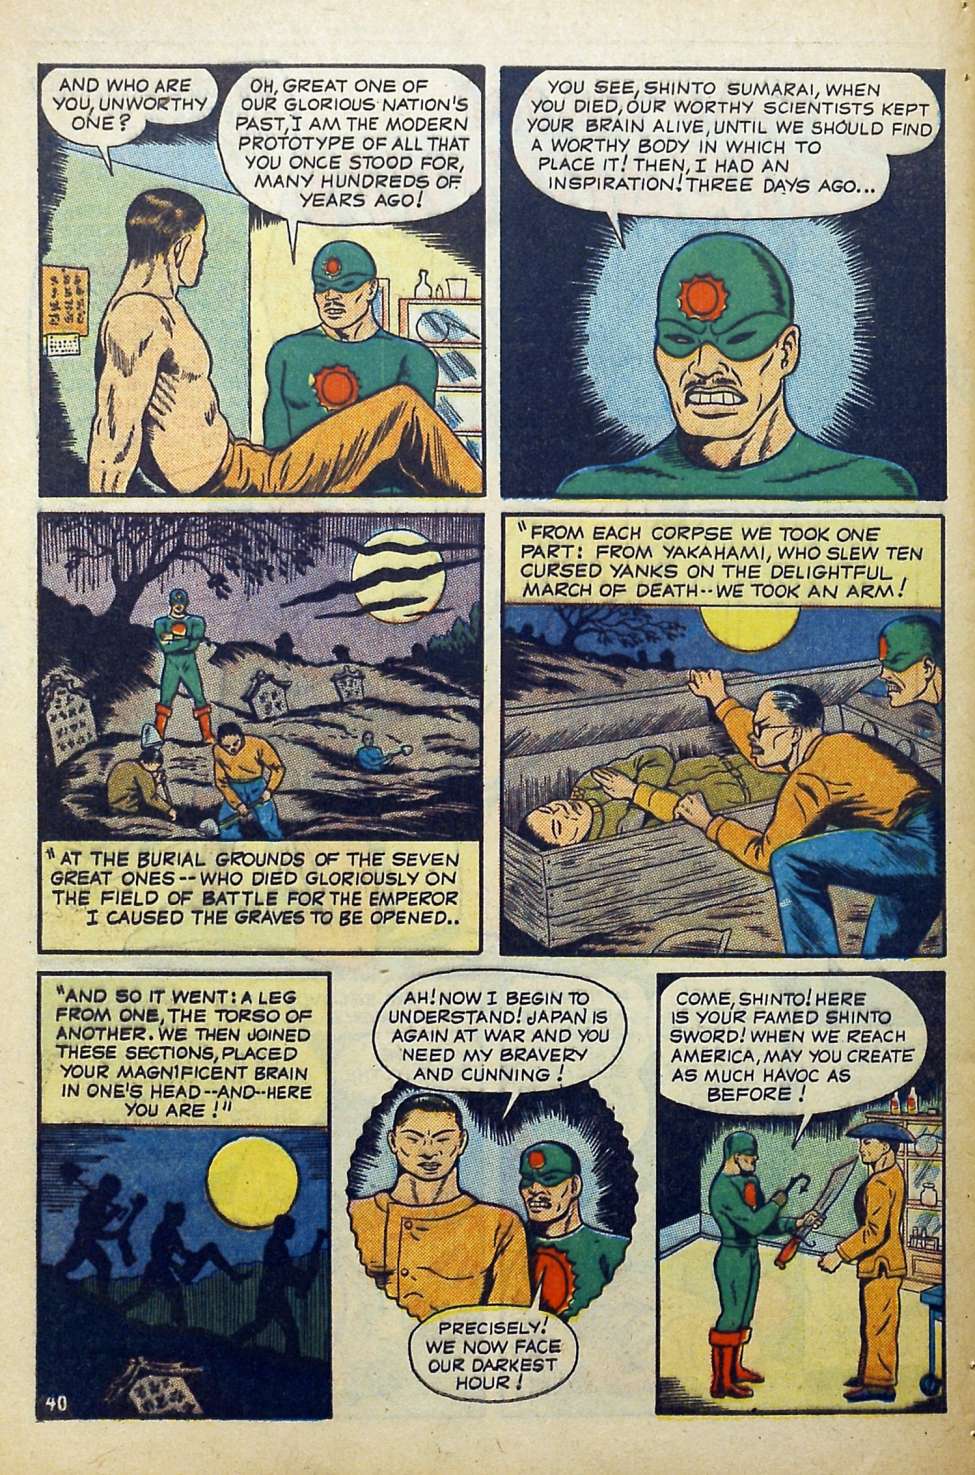 AND WHO ARE
YOU, UNWORTHY
ONE?
OH, GREAT ONE OF
OUR GLORIOUS NATION'S
PAST, I AM THE MODERN
PROTOTYPE OF ALL THAT
YOU ONCE STOOD FOR,
MANY HUNDREDS OF
YEARS AGO!
YOU SEE, SHINTO SUMARAI, WHEN
YOU DIED, OUR WORTHY SCIENTISTS KEPT
YOUR BRAIN ALIVE, UNTIL WE SHOULD FIND
A WORTHY BODY IN WHICH TO
PLACE IT! THEN, I HAD AN
INSPIRATION! THREE DAYS AGO...
"AT THE BURIAL GROUNDS OF THE SEVEN
GREAT ONES--WHO DIED GLORIOUSLY ON
THE FIELD OF BATTLE FOR THE EMPEROR
I CAUSED THE GRAVES TO BE OPENED..
"FROM EACH CORPSE WE TOOK ONE
PART: FROM YAKAHAMI, WHO SLEW TEN
CURSED YANKS ON THE DELIGHTFUL
MARCH OF DEATH--WE TOOK AN ARM!
"AND SO IT WENT: A LEG
FROM ONE, THE TORSO OF
ANOTHER. WE THEN JOINED
THESE SECTIONS, PLACED
YOUR MAGNIFICENT BRAIN
IN ONE'S HEAD--AND--HERE
YOU ARE!"
AH! NOW I BEGIN TO
UNDERSTAND! JAPAN IS
AGAIN AT WAR AND YOU
NEED MY BRAVERY
AND CUNNING!
PRECISELY!
WE NOW FACE
OUR DARKEST
HOUR!
COME, SHINTO! HERE
IS YOUR FAMED SHINTO
SWORD! WHEN WE REACH
AMERICA, MAY YOU CREATE
AS MUCH HAVOC AS
BEFORE!
40